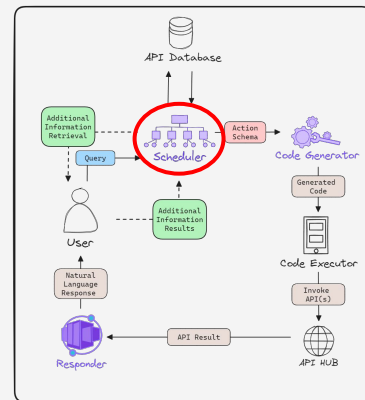 API Database
Additional
Information
Retrieval
Query
Scheduler
Action
Schema
Code Generator
Generated
Code
User
Additional
Information
Results
Code Executor
Natural
Language
Response
Invoke
API(s)
Responder
API Result
API HUB